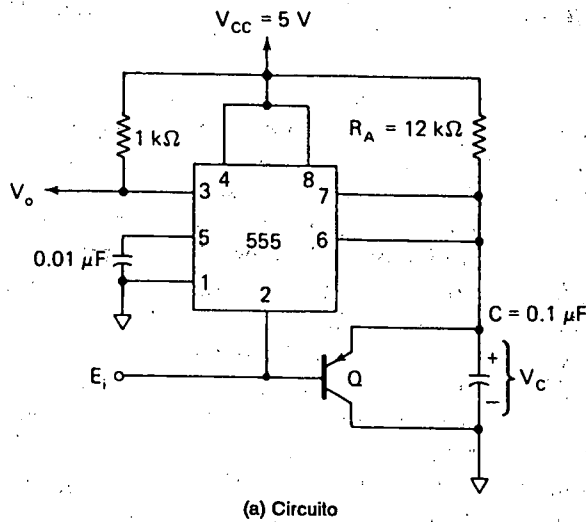 V_CC = 5 V
1 kΩ
R_A = 12 kΩ
V_o
3
4
8
7
5
555
6
0.01 μF
1
2
C = 0.1 μF
E_i
Q
+
−
V_C
(a) Circuito